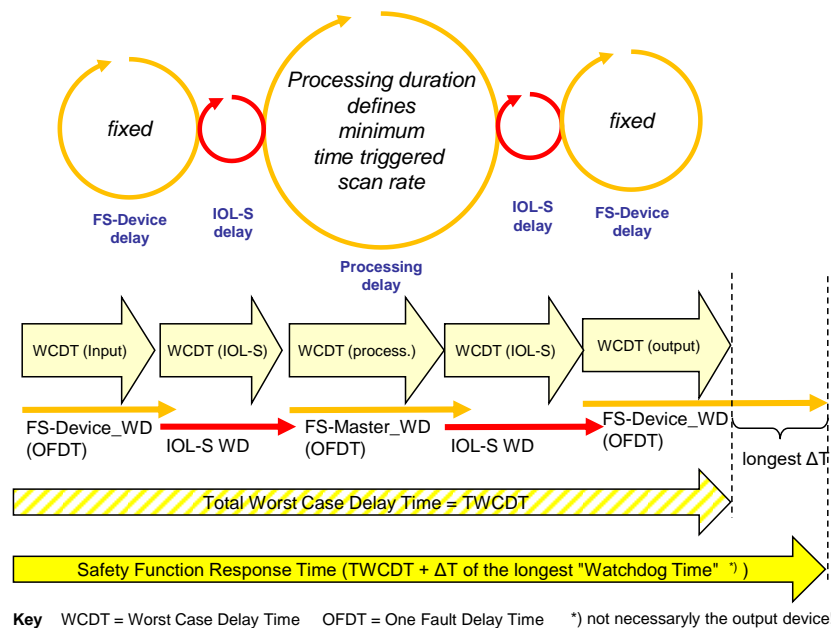 fixed
Processing duration
defines
minimum
time triggered
scan rate
fixed
FS-Device
delay
IOL-S
delay
Processing
delay
IOL-S
delay
FS-Device
delay
WCDT (Input)
WCDT (IOL-S)
WCDT (process.)
WCDT (IOL-S)
WCDT (output)
FS-Device_WD
(OFDT)
IOL-S WD
FS-Master_WD
(OFDT)
IOL-S WD
FS-Device_WD
(OFDT)
longest ΔT
Total Worst Case Delay Time = TWCDT
Safety Function Response Time (TWCDT + ΔT of the longest "Watchdog Time" *) )
Key WCDT = Worst Case Delay Time OFDT = One Fault Delay Time *) not necessaryly the output device